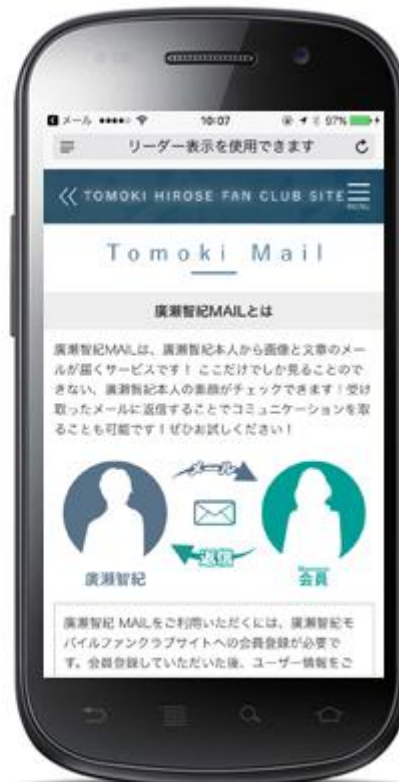 メール 10:07 97%
リーダー表示を使用できます
TOMOKI HIROSE FAN CLUB SITE
MENU
Tomoki Mail
廣瀬智紀MAILとは
廣瀬智紀MAILは、廣瀬智紀本人から画像と文章のメー
ルが届くサービスです！ここだけでしか見ることので
きない、廣瀬智紀本人の素顔がチェックできます！受け
取ったメールに返信することでコミュニケーションを取
ることも可能です！ぜひお試しください！
メール
返信
廣瀬智紀 会員
廣瀬智紀 MAILをご利用いただくには、廣瀬智紀モ
バイルファンクラブサイトへの会員登録が必要で
す。会員登録していただいた後、ユーザー情報をご